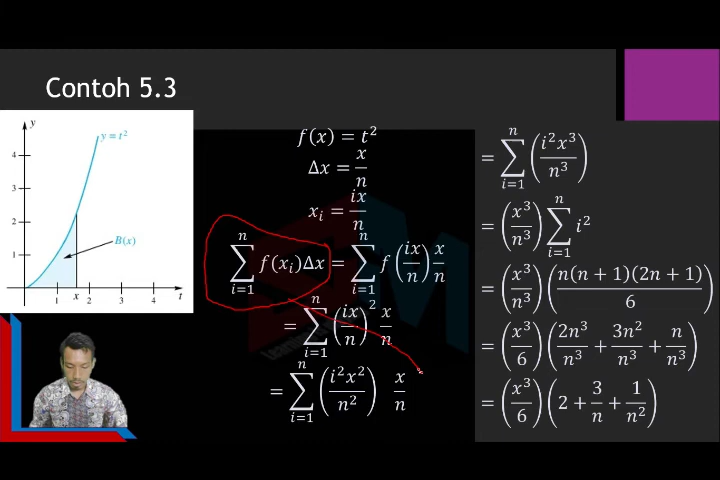 Contoh 5.3
y
y = t²
4
3
2
1
B(x)
1 x 2 3 4 t
f(x) = t²
Δx = x/n
xᵢ = ix/n
∑ᵢ₌₁ⁿ f(xᵢ)Δx = ∑ᵢ₌₁ⁿ f(ix/n) x/n
= ∑ᵢ₌₁ⁿ (ix/n)² x/n
= ∑ᵢ₌₁ⁿ (i²x²/n²) x/n
= ∑ᵢ₌₁ⁿ (i²x³/n³)
= (x³/n³) ∑ᵢ₌₁ⁿ i²
= (x³/n³) (n(n + 1)(2n + 1)/6)
= (x³/6) (2n³/n³ + 3n²/n³ + n/n³)
= (x³/6) (2 + 3/n + 1/n²)